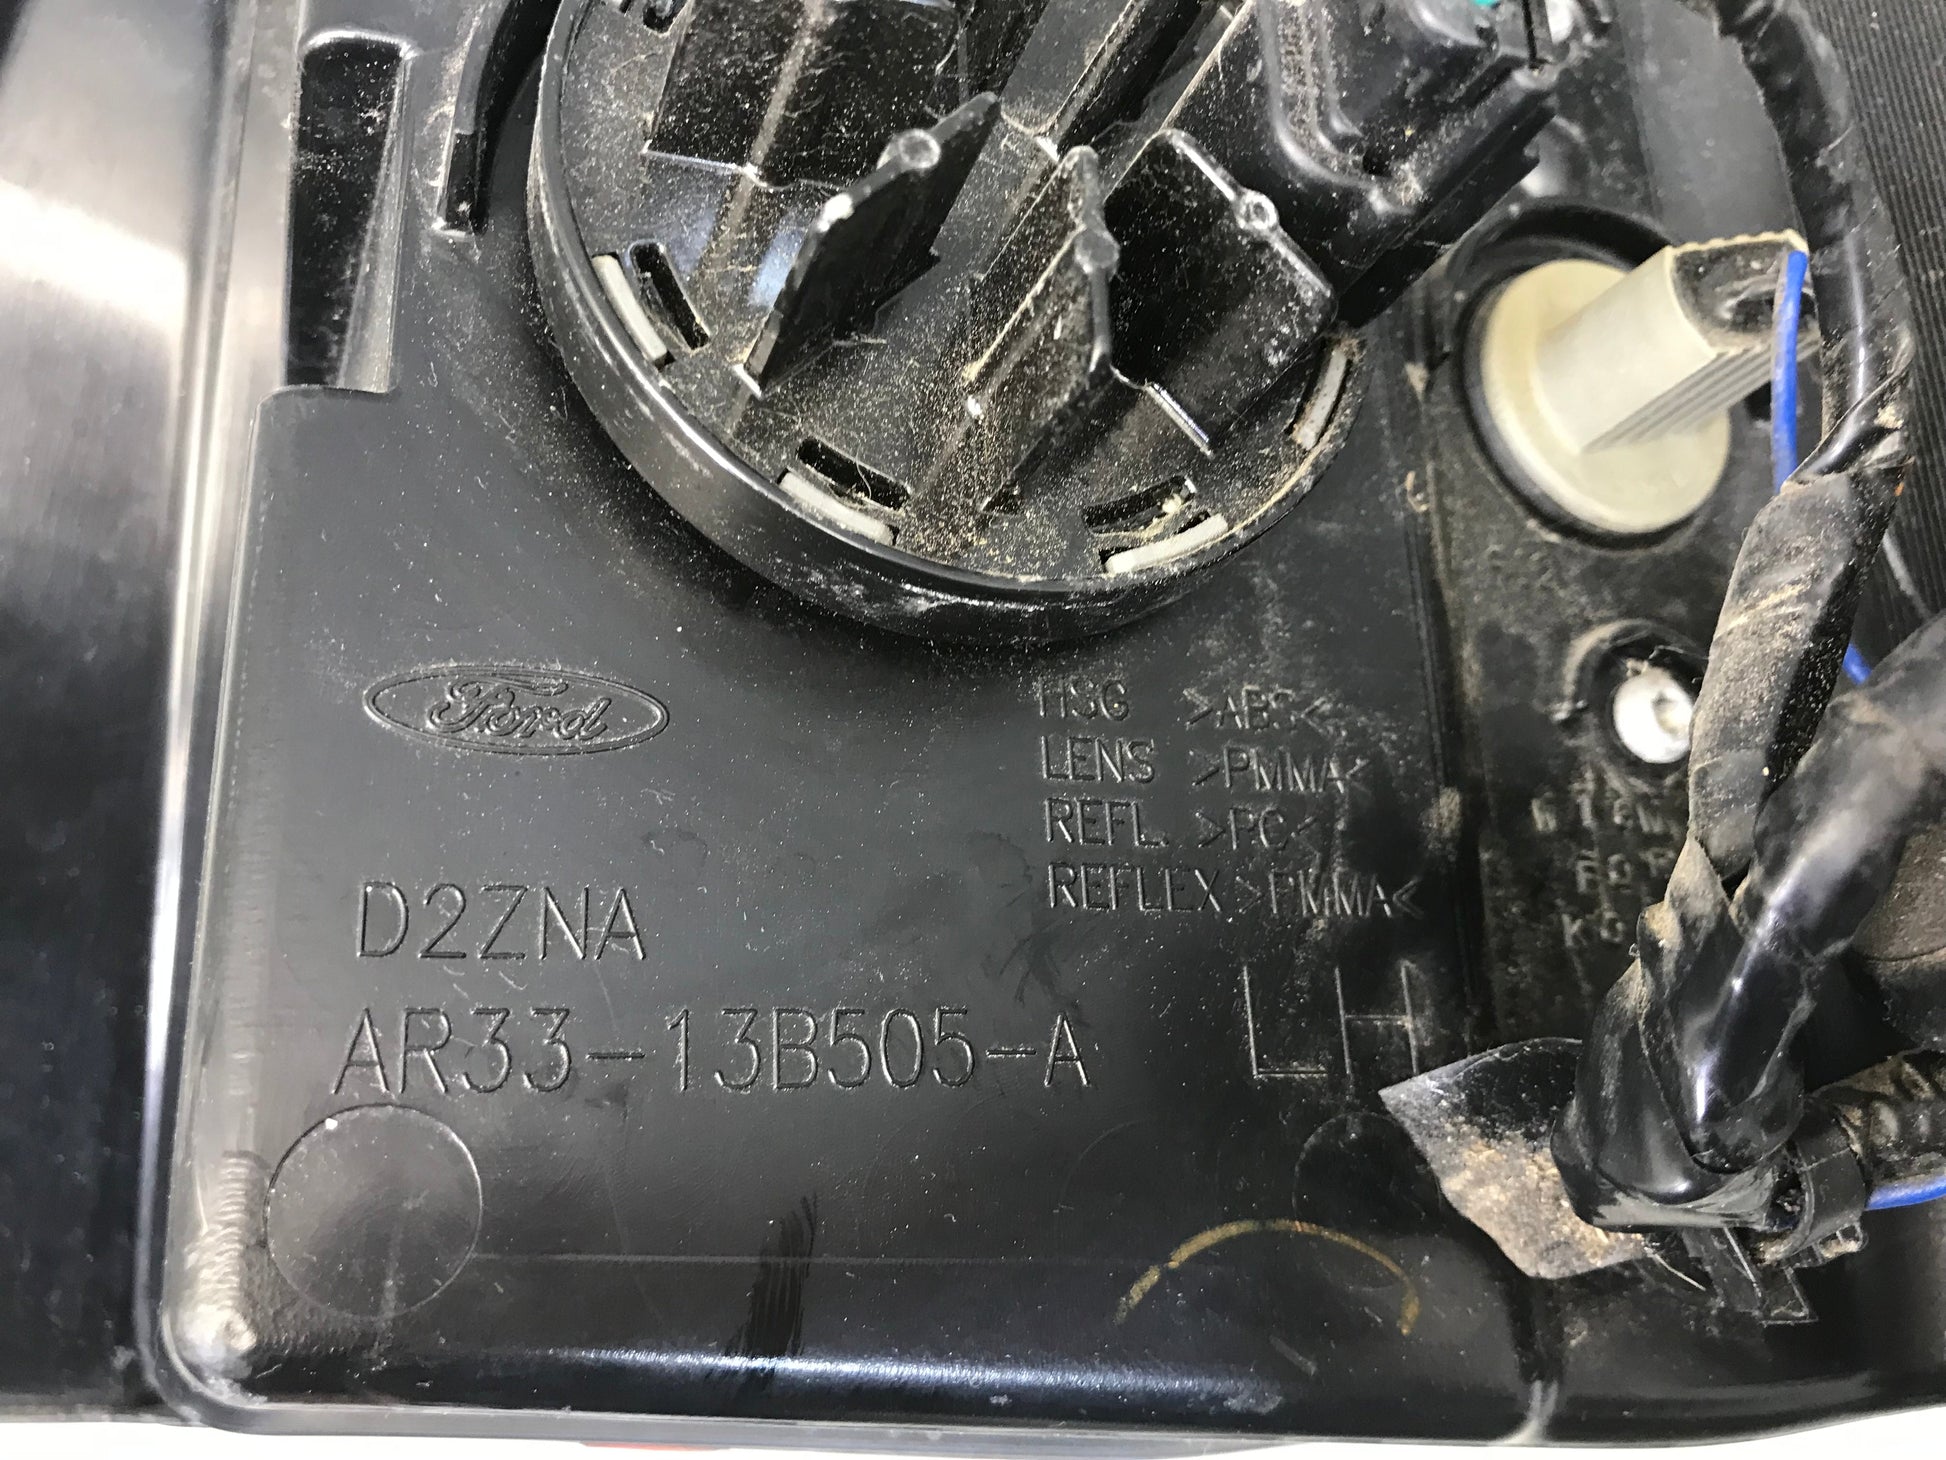 Ford
HSG >ABS<
LENS >PMMA<
REFL. >PC<
REFLEX >PMMA<
D2ZNA
AR33-13B505-A LH